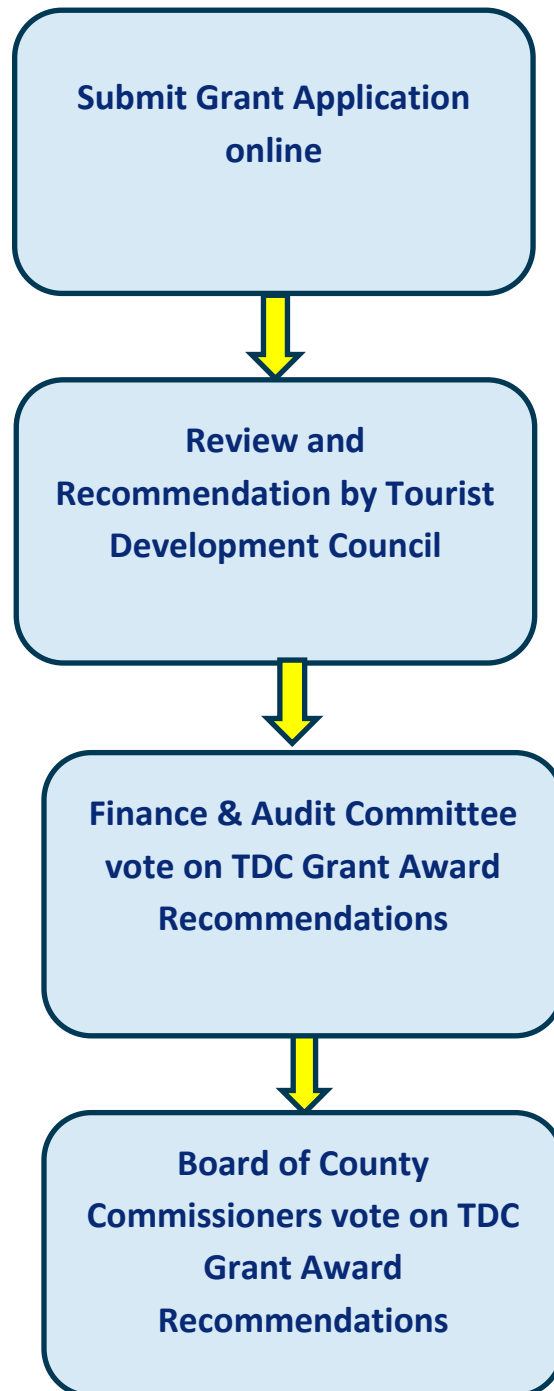 Submit Grant Application
online
Review and
Recommendation by Tourist
Development Council
Finance & Audit Committee
vote on TDC Grant Award
Recommendations
Board of County
Commissioners vote on TDC
Grant Award
Recommendations